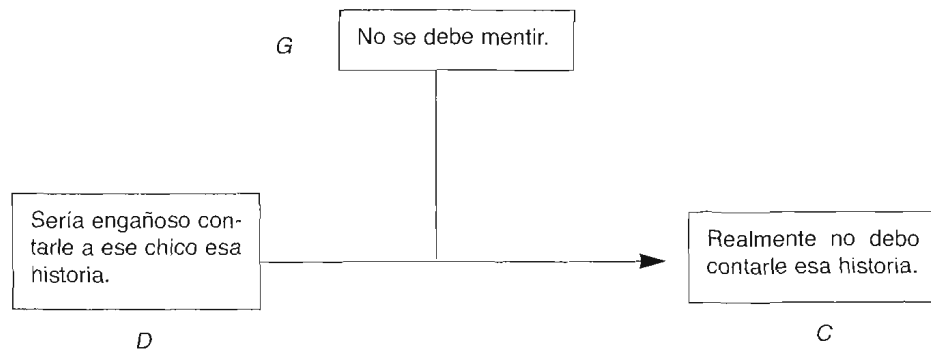 G
No se debe mentir.
Sería engañoso con-
tarle a ese chico esa
historia.
D
Realmente no debo
contarle esa historia.
C